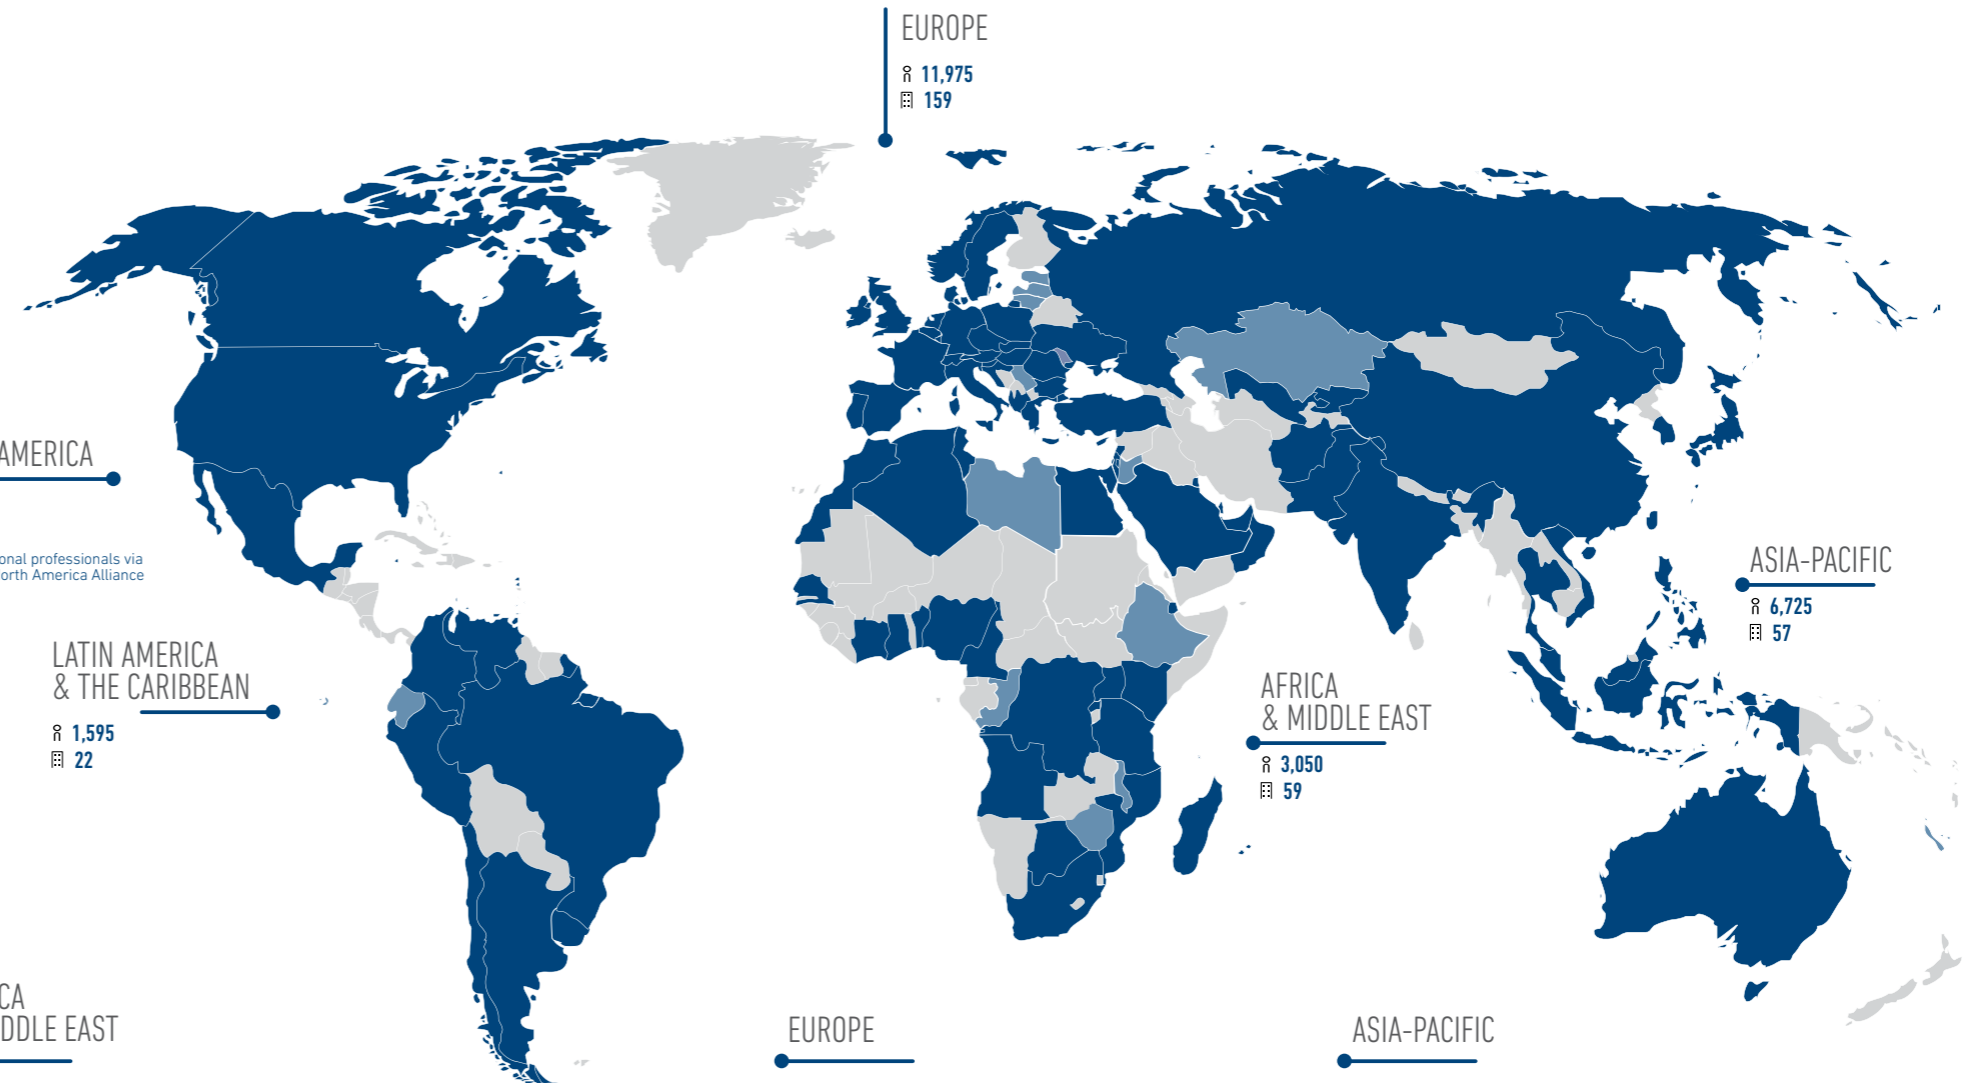 EUROPE
11,975
159
AMERICA
onal professionals via
orth America Alliance
ASIA-PACIFIC
6,725
57
LATIN AMERICA
& THE CARIBBEAN
1,595
22
AFRICA
& MIDDLE EAST
3,050
59
CA
DDLE EAST
EUROPE
ASIA-PACIFIC